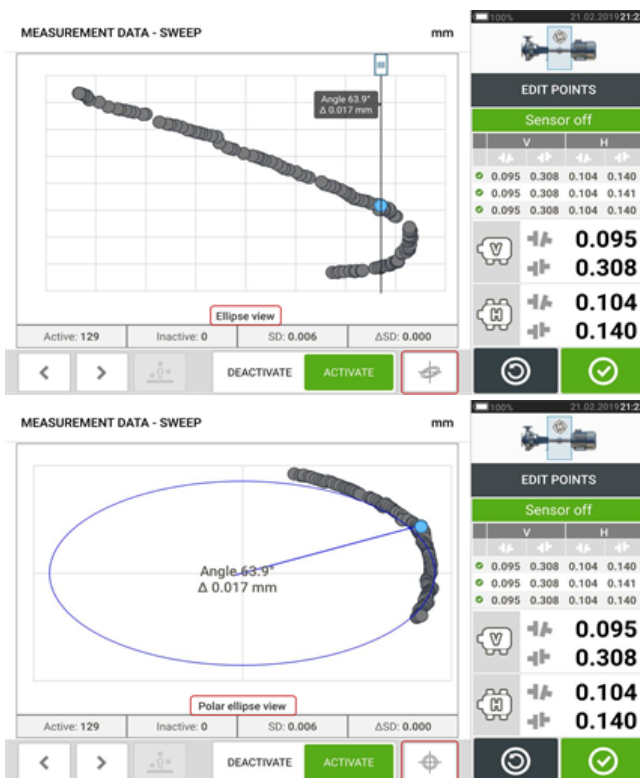 100% 21.02.2019 21:2
MEASUREMENT DATA - SWEEP mm
Angle 63.9°
Δ 0.017 mm
Ellipse view
Active: 129 Inactive: 0 SD: 0.006 ΔSD: 0.000
DEACTIVATE ACTIVATE
EDIT POINTS
Sensor off
V H
0.095 0.308 0.104 0.140
0.095 0.308 0.104 0.141
0.095 0.308 0.104 0.140
V 0.095
0.308
H 0.104
0.140
100% 21.02.2019 21:2
MEASUREMENT DATA - SWEEP mm
Angle 63.9°
Δ 0.017 mm
Polar ellipse view
Active: 129 Inactive: 0 SD: 0.006 ΔSD: 0.000
DEACTIVATE ACTIVATE
EDIT POINTS
Sensor off
V H
0.095 0.308 0.104 0.140
0.095 0.308 0.104 0.141
0.095 0.308 0.104 0.140
V 0.095
0.308
H 0.104
0.140